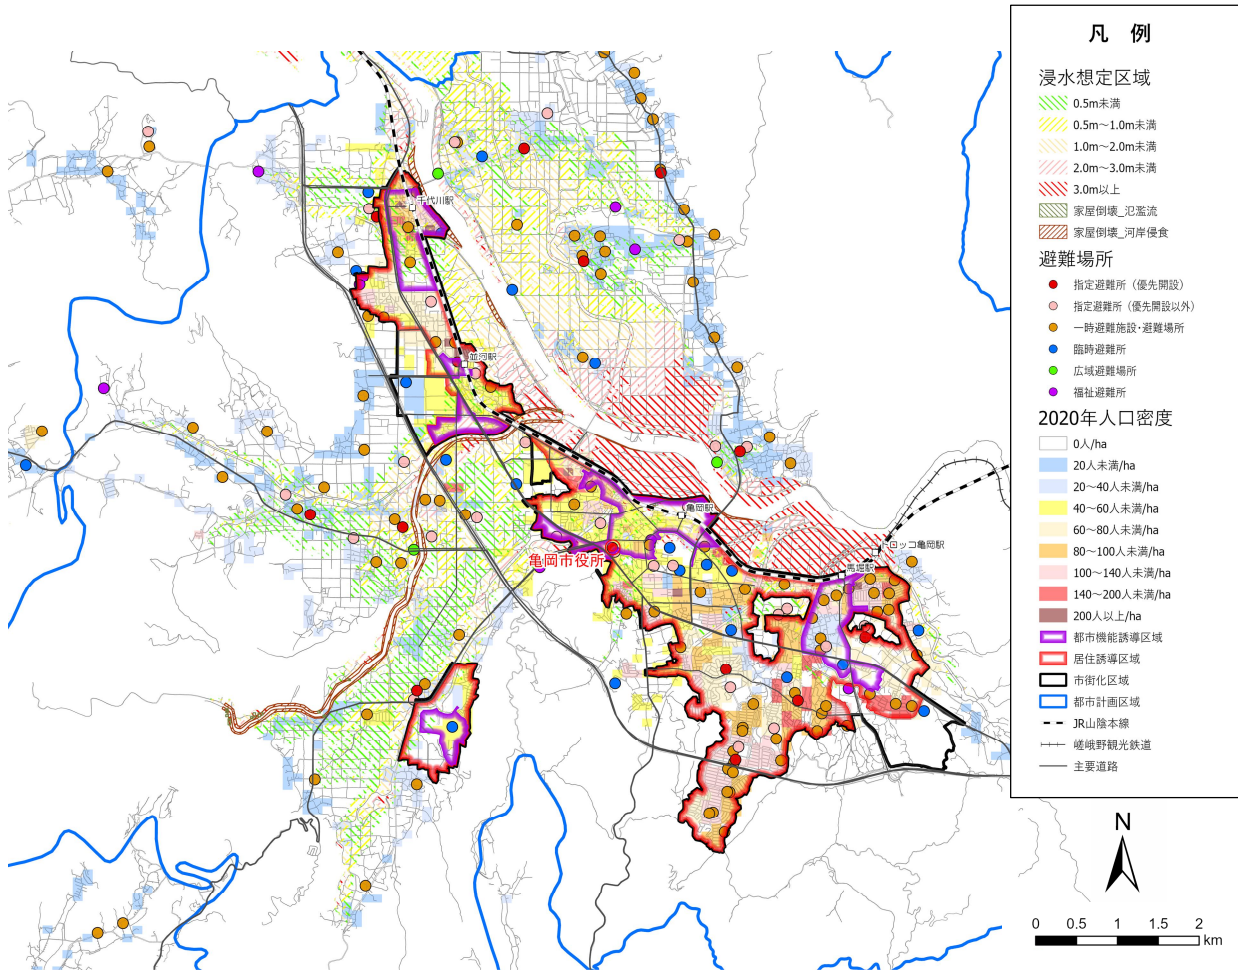 凡 例
浸水想定区域
0.5m未満
0.5m～1.0m未満
1.0m～2.0m未満
2.0m～3.0m未満
3.0m以上
家屋倒壊_氾濫流
家屋倒壊_河岸侵食
避難場所
指定避難所（優先開設）
指定避難所（優先開設以外）
一時避難施設･避難場所
臨時避難所
広域避難場所
福祉避難所
2020年人口密度
0人/ha
20人未満/ha
20～40人未満/ha
40～60人未満/ha
60～80人未満/ha
80～100人未満/ha
100～140人未満/ha
140～200人未満/ha
200人以上/ha
都市機能誘導区域
居住誘導区域
市街化区域
都市計画区域
JR山陰本線
嵯峨野観光鉄道
主要道路
千代川駅
並河駅
亀岡駅
トロッコ亀岡駅
馬堀駅
亀岡市役所
N
0 0.5 1 1.5 2
km